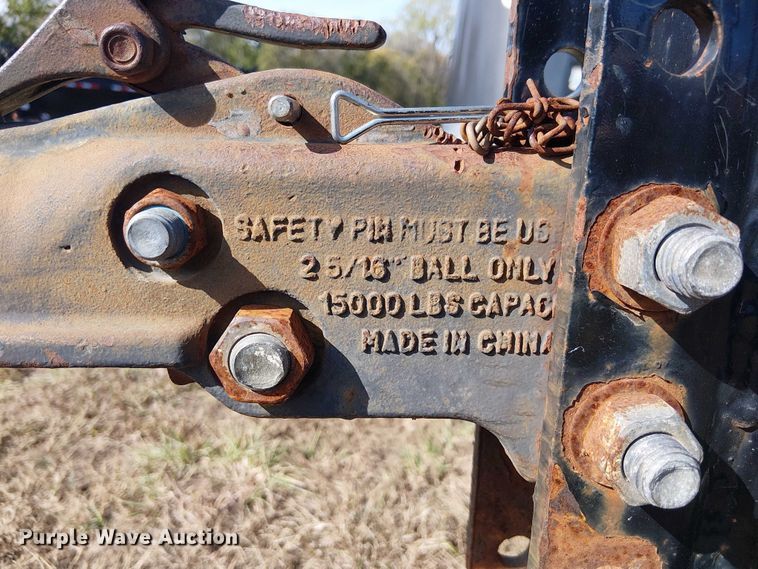 SAFETY PIN MUST BE US
2 5/16" BALL ONLY
15000 LBS CAPAC
MADE IN CHINA
Purple Wave Auction